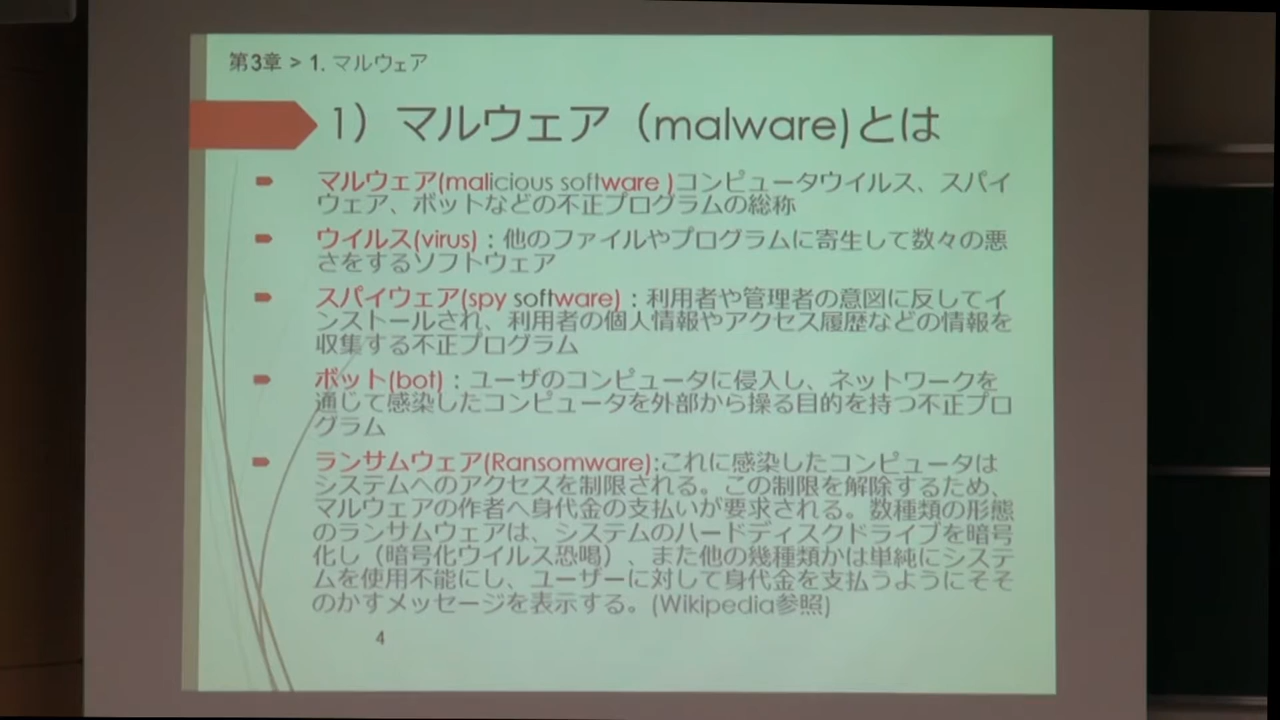 第3章 > 1. マルウェア
1）マルウェア（malware)とは
マルウェア(malicious software )コンピュータウイルス、スパイ
ウェア、ボットなどの不正プログラムの総称
ウイルス(virus)：他のファイルやプログラムに寄生して数々の悪
さをするソフトウェア
スパイウェア(spy software)：利用者や管理者の意図に反してイ
ンストールされ、利用者の個人情報やアクセス履歴などの情報を
収集する不正プログラム
ボット(bot)：ユーザのコンピュータに侵入し、ネットワークを
通じて感染したコンピュータを外部から操る目的を持つ不正プロ
グラム
ランサムウェア(Ransomware):これに感染したコンピュータは
システムへのアクセスを制限される。この制限を解除するため、
マルウェアの作者へ身代金の支払いが要求される。数種類の形態
のランサムウェアは、システムのハードディスクドライブを暗号
化し（暗号化ウイルス恐喝）、また他の幾種類かは単純にシステ
ムを使用不能にし、ユーザーに対して身代金を支払うようにそそ
のかすメッセージを表示する。(Wikipedia参照)
4